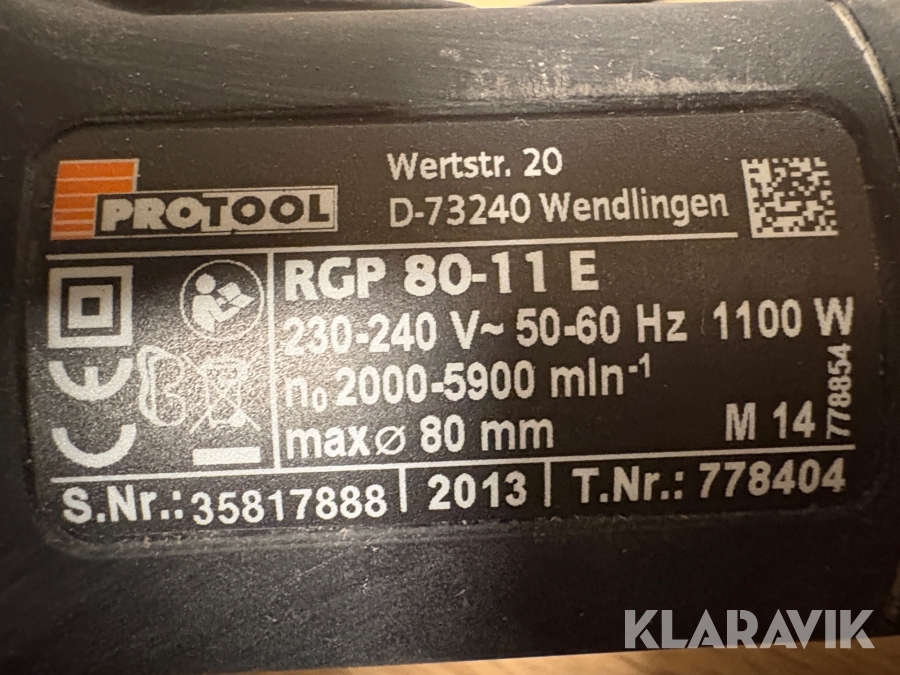 PROTOOL
Wertstr. 20
D-73240 Wendlingen
RGP 80-11 E
230-240 V~ 50-60 Hz 1100 W
n₀ 2000-5900 mIn⁻¹
max ⌀ 80 mm
M 14
778854
S.Nr.: 35817888 | 2013 | T.Nr.: 778404
KLARAVIK